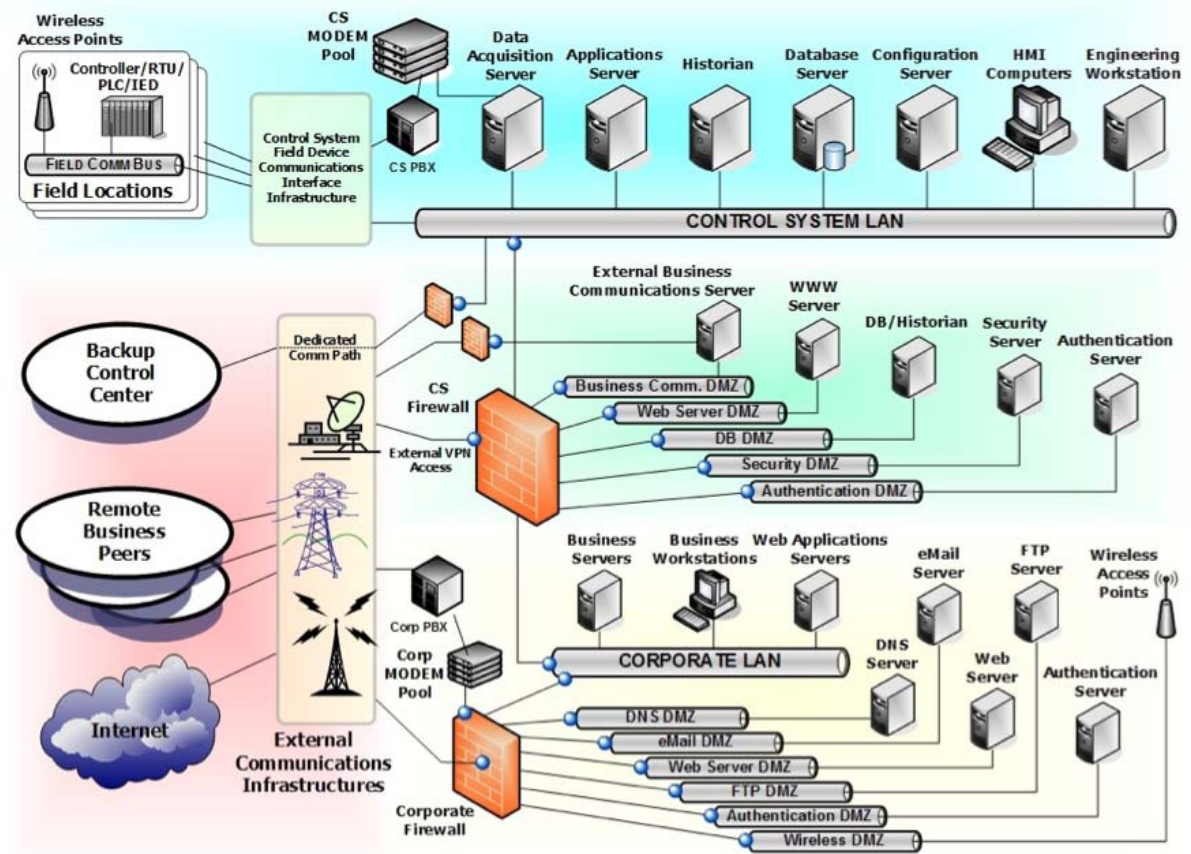 Wireless
Access Points
Controller/RTU/
PLC/IED
FIELD COMM BUS
Field Locations
Control System
Field Device
Communications
Interface
Infrastructure
CS
MODEM
Pool
CS PBX
Data
Acquisition
Server
Applications
Server
Historian
Database
Server
Configuration
Server
HMI
Computers
Engineering
Workstation
CONTROL SYSTEM LAN
Backup
Control
Center
Dedicated
Comm Path
CS
Firewall
External VPN
Access
External Business
Communications Server
WWW
Server
DB/Historian
Security
Server
Authentication
Server
Business Comm. DMZ
Web Server DMZ
DB DMZ
Security DMZ
Authentication DMZ
Remote
Business
Peers
Internet
External
Communications
Infrastructures
Corp PBX
Corp
MODEM
Pool
Corporate
Firewall
Business
Servers
Business
Workstations
Web Applications
Servers
eMail
Server
FTP
Server
Wireless
Access
Points
CORPORATE LAN
DNS
Server
Web
Server
Authentication
Server
DNS DMZ
eMail DMZ
Web Server DMZ
FTP DMZ
Authentication DMZ
Wireless DMZ